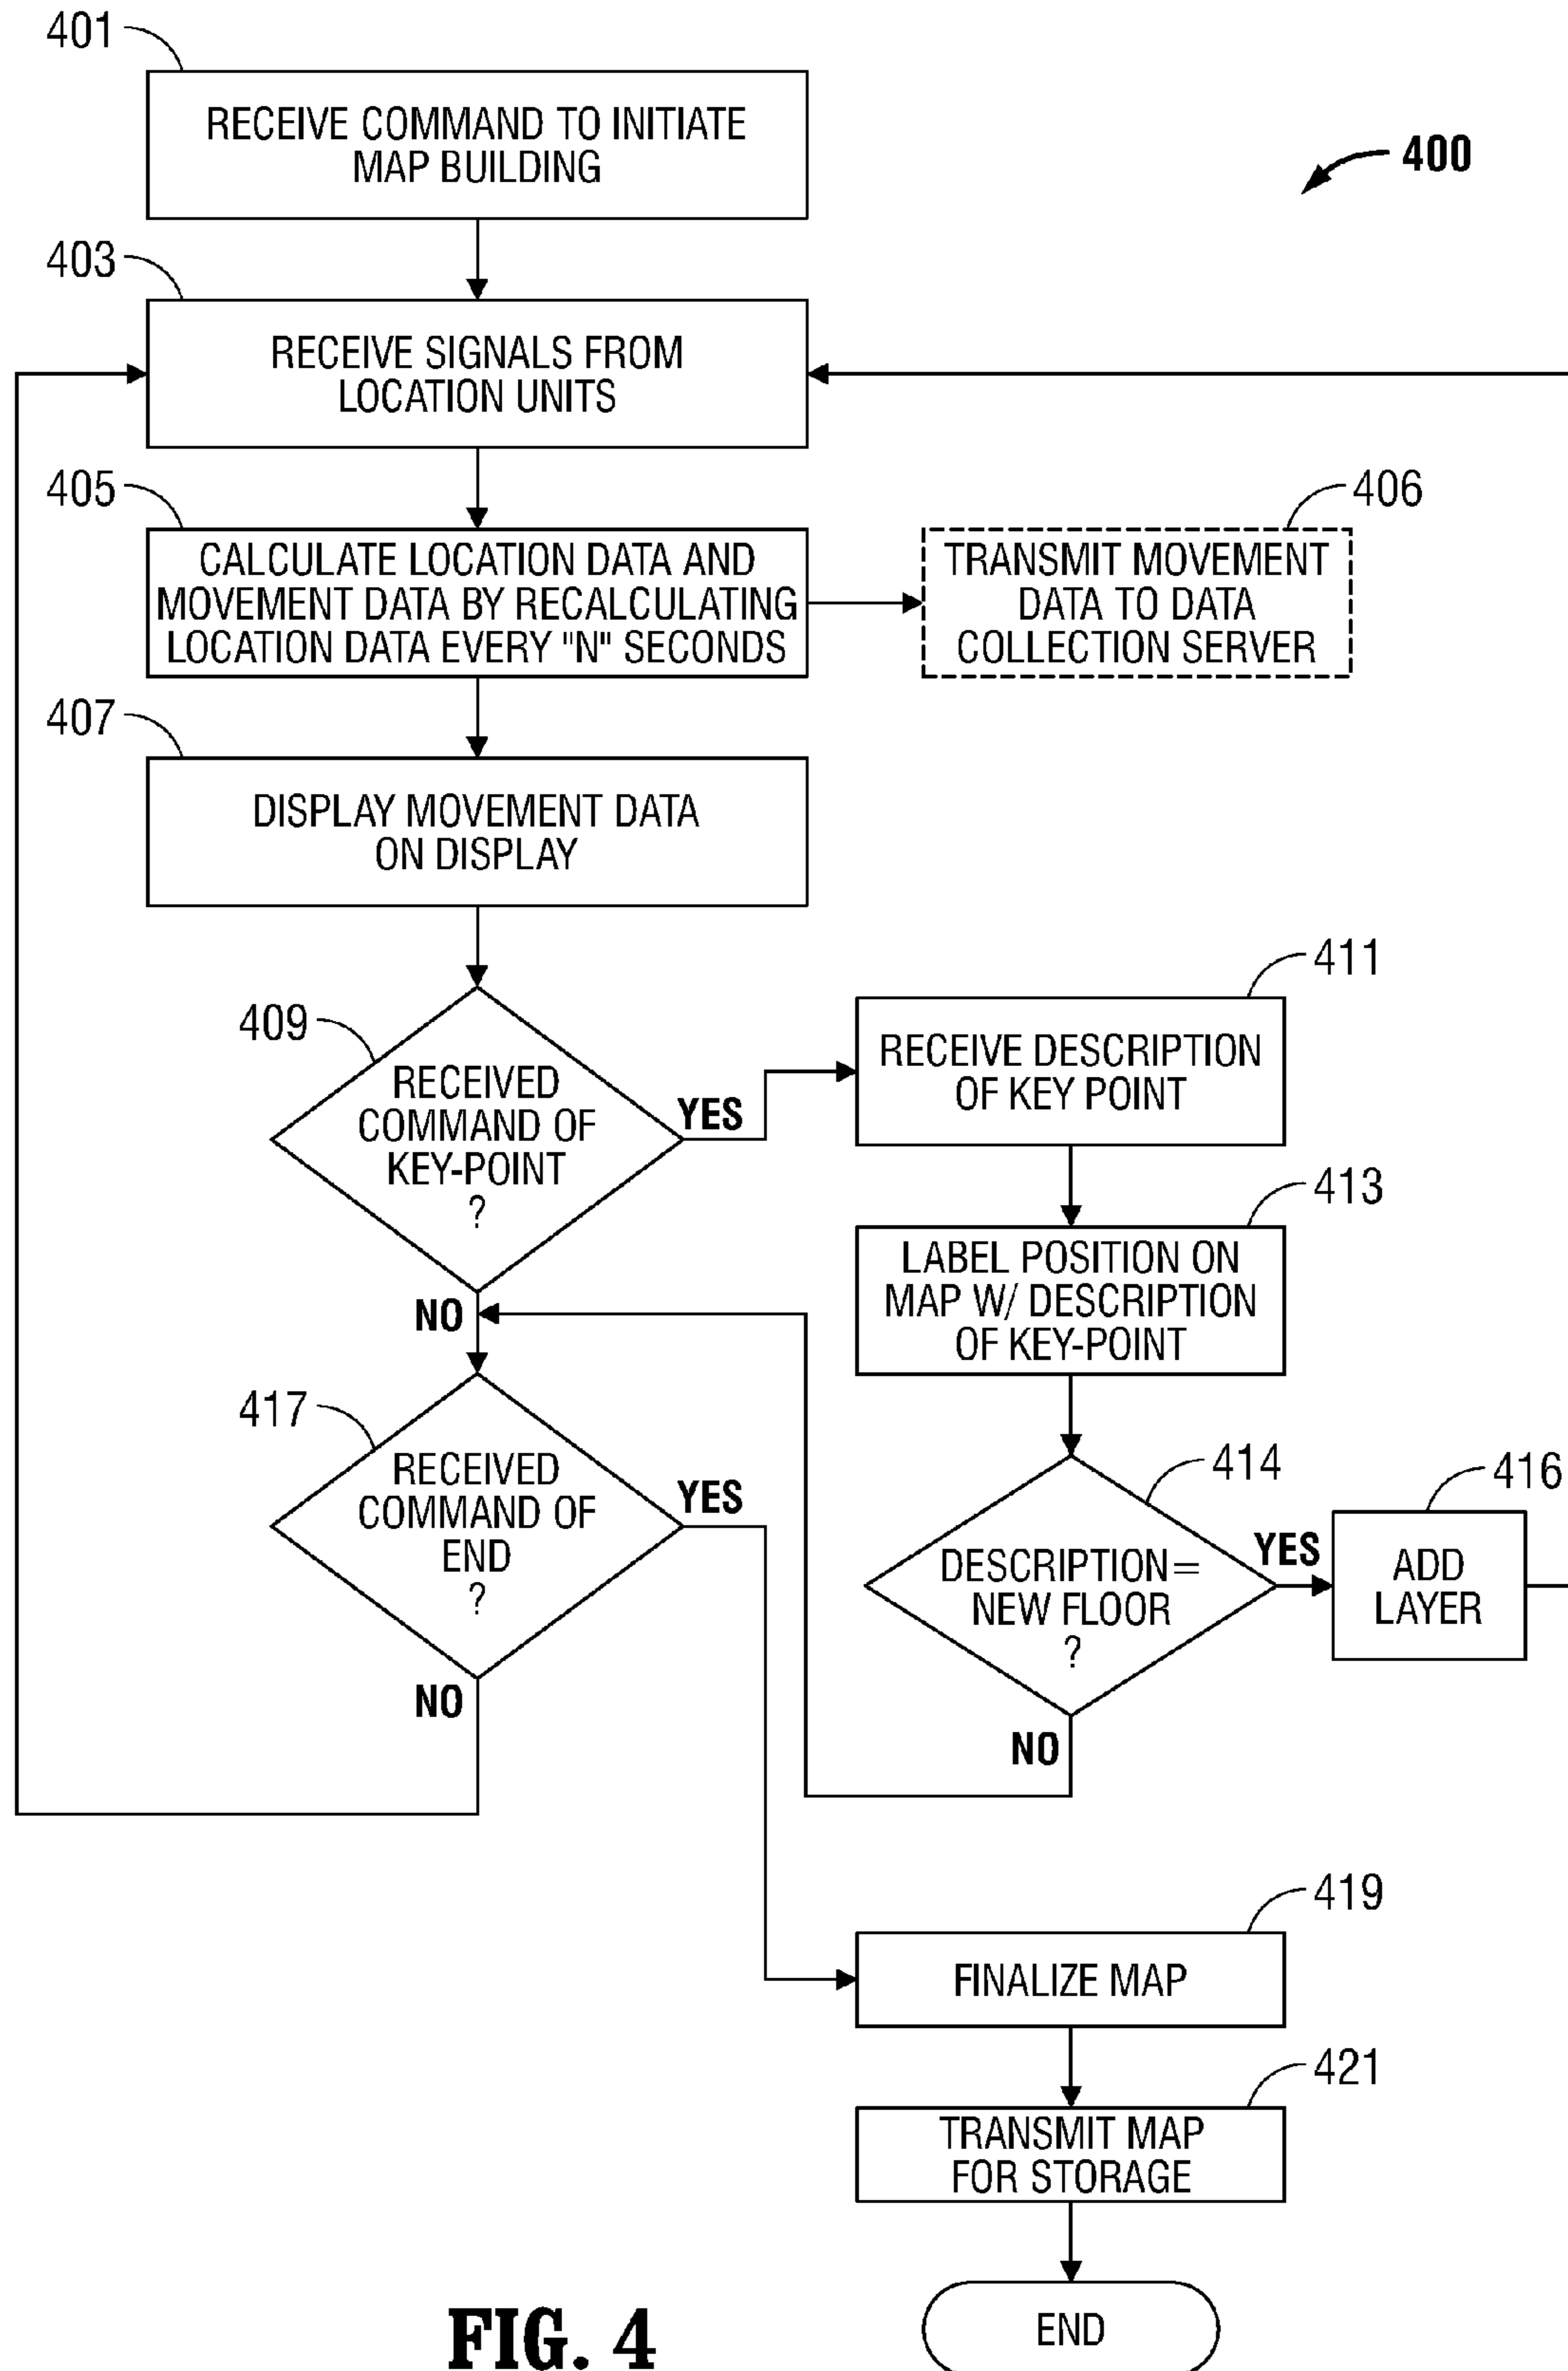 401
RECEIVE COMMAND TO INITIATE
MAP BUILDING
400
403
RECEIVE SIGNALS FROM
LOCATION UNITS
405
CALCULATE LOCATION DATA AND
MOVEMENT DATA BY RECALCULATING
LOCATION DATA EVERY "N" SECONDS
406
TRANSMIT MOVEMENT
DATA TO DATA
COLLECTION SERVER
407
DISPLAY MOVEMENT DATA
ON DISPLAY
409
RECEIVED
COMMAND OF
KEY-POINT
?
YES
NO
411
RECEIVE DESCRIPTION
OF KEY POINT
413
LABEL POSITION ON
MAP W/ DESCRIPTION
OF KEY-POINT
414
DESCRIPTION=
NEW FLOOR
?
YES
NO
416
ADD
LAYER
417
RECEIVED
COMMAND OF
END
?
YES
NO
419
FINALIZE MAP
421
TRANSMIT MAP
FOR STORAGE
END
FIG. 4